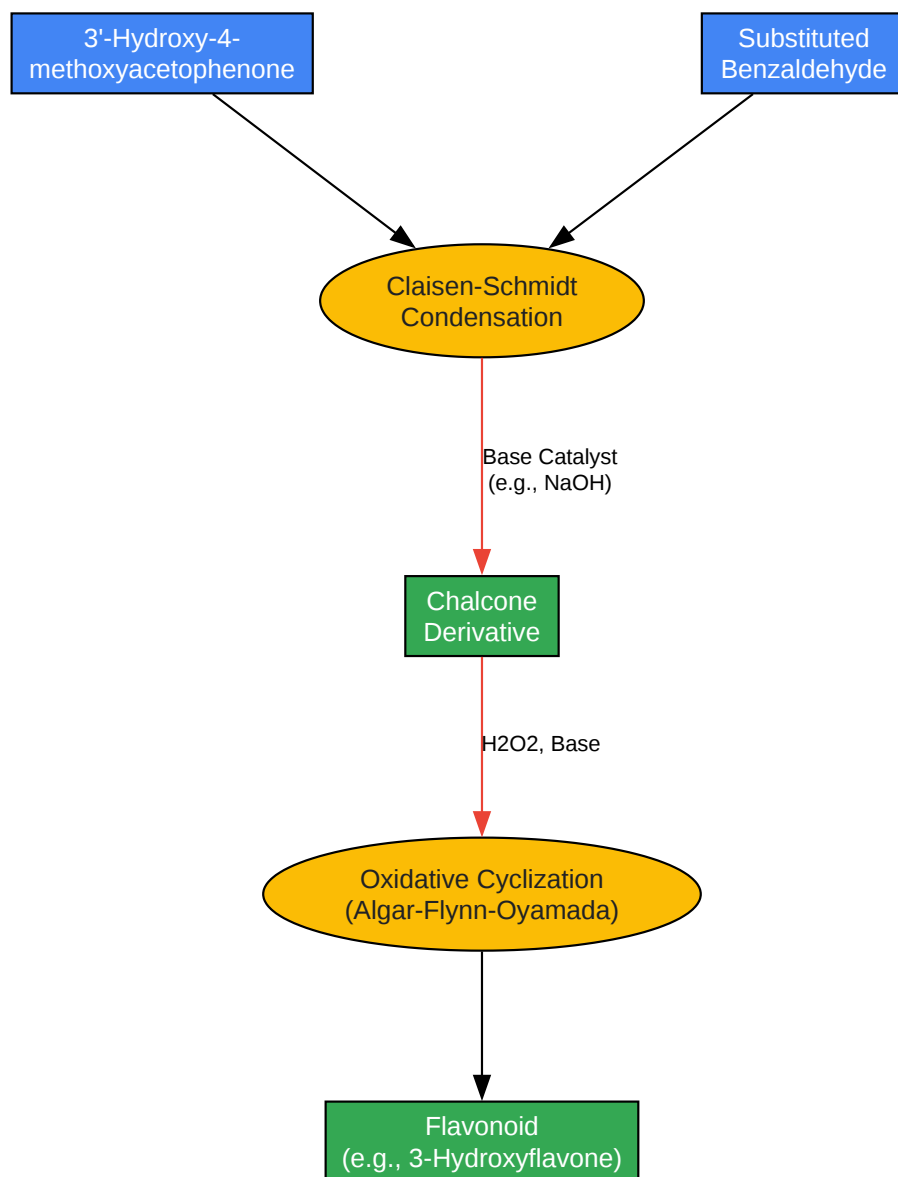 3'-Hydroxy-4-
methoxyacetophenone
Substituted
Benzaldehyde
Claisen-Schmidt
Condensation
Base Catalyst
(e.g., NaOH)
Chalcone
Derivative
H2O2, Base
Oxidative Cyclization
(Algar-Flynn-Oyamada)
Flavonoid
(e.g., 3-Hydroxyflavone)